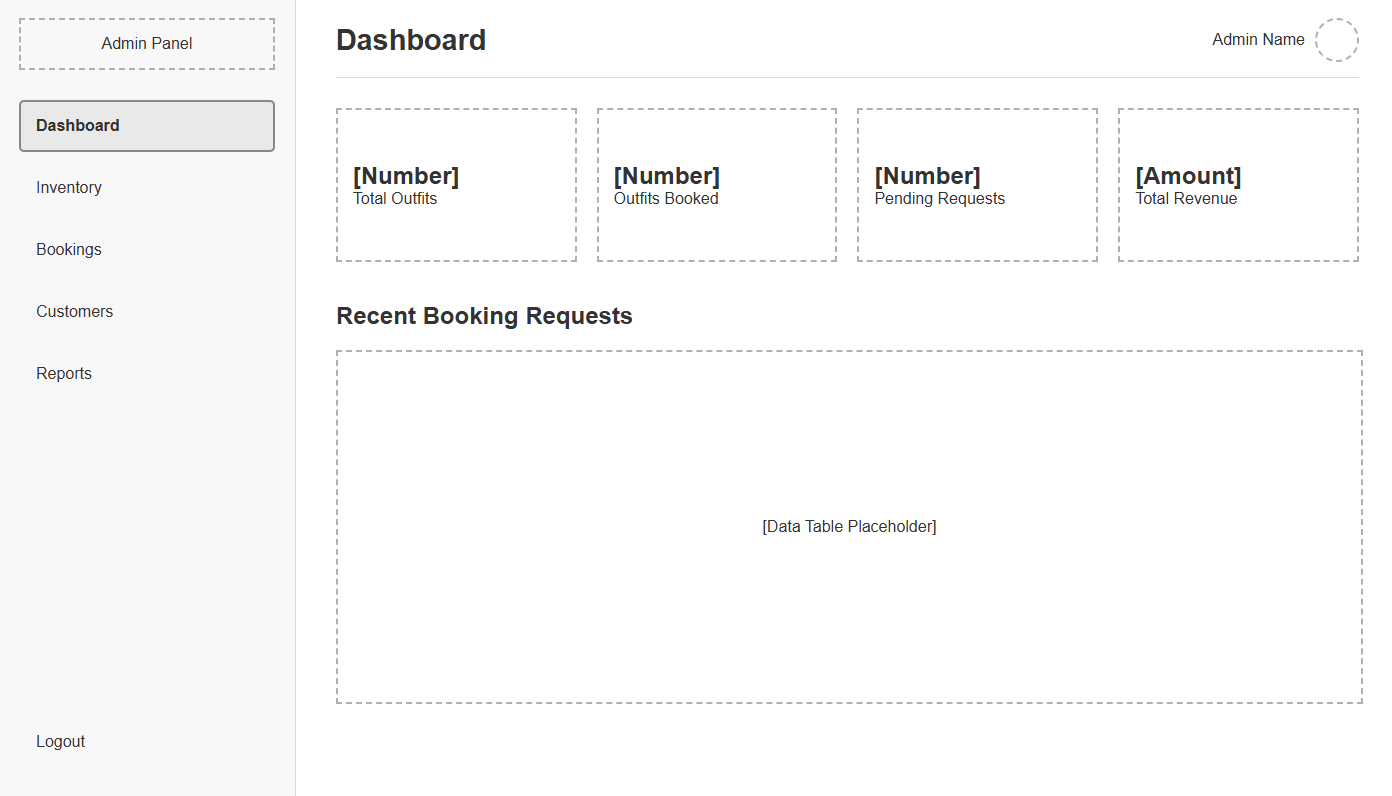 Admin Panel
Dashboard
Inventory
Bookings
Customers
Reports
Logout
Dashboard
Admin Name
[Number]
Total Outfits
[Number]
Outfits Booked
[Number]
Pending Requests
[Amount]
Total Revenue
Recent Booking Requests
[Data Table Placeholder]